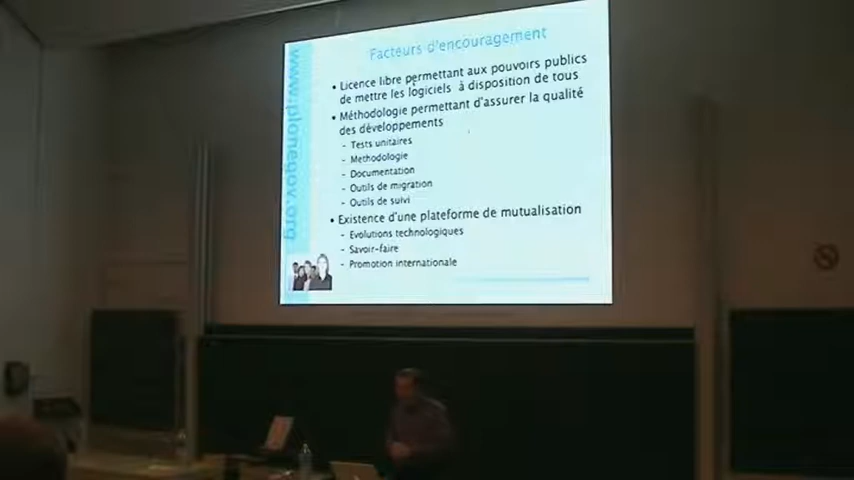 Facteurs d'encouragement
www.plonegov.org
• Licence libre permettant aux pouvoirs publics
de mettre les logiciels à disposition de tous
• Méthodologie permettant d'assurer la qualité
des développements
- Tests unitaires
- Methodologie
- Documentation
- Outils de migration
- Outils de suivi
• Existence d'une plateforme de mutualisation
- Evolutions technologiques
- Savoir-faire
- Promotion internationale